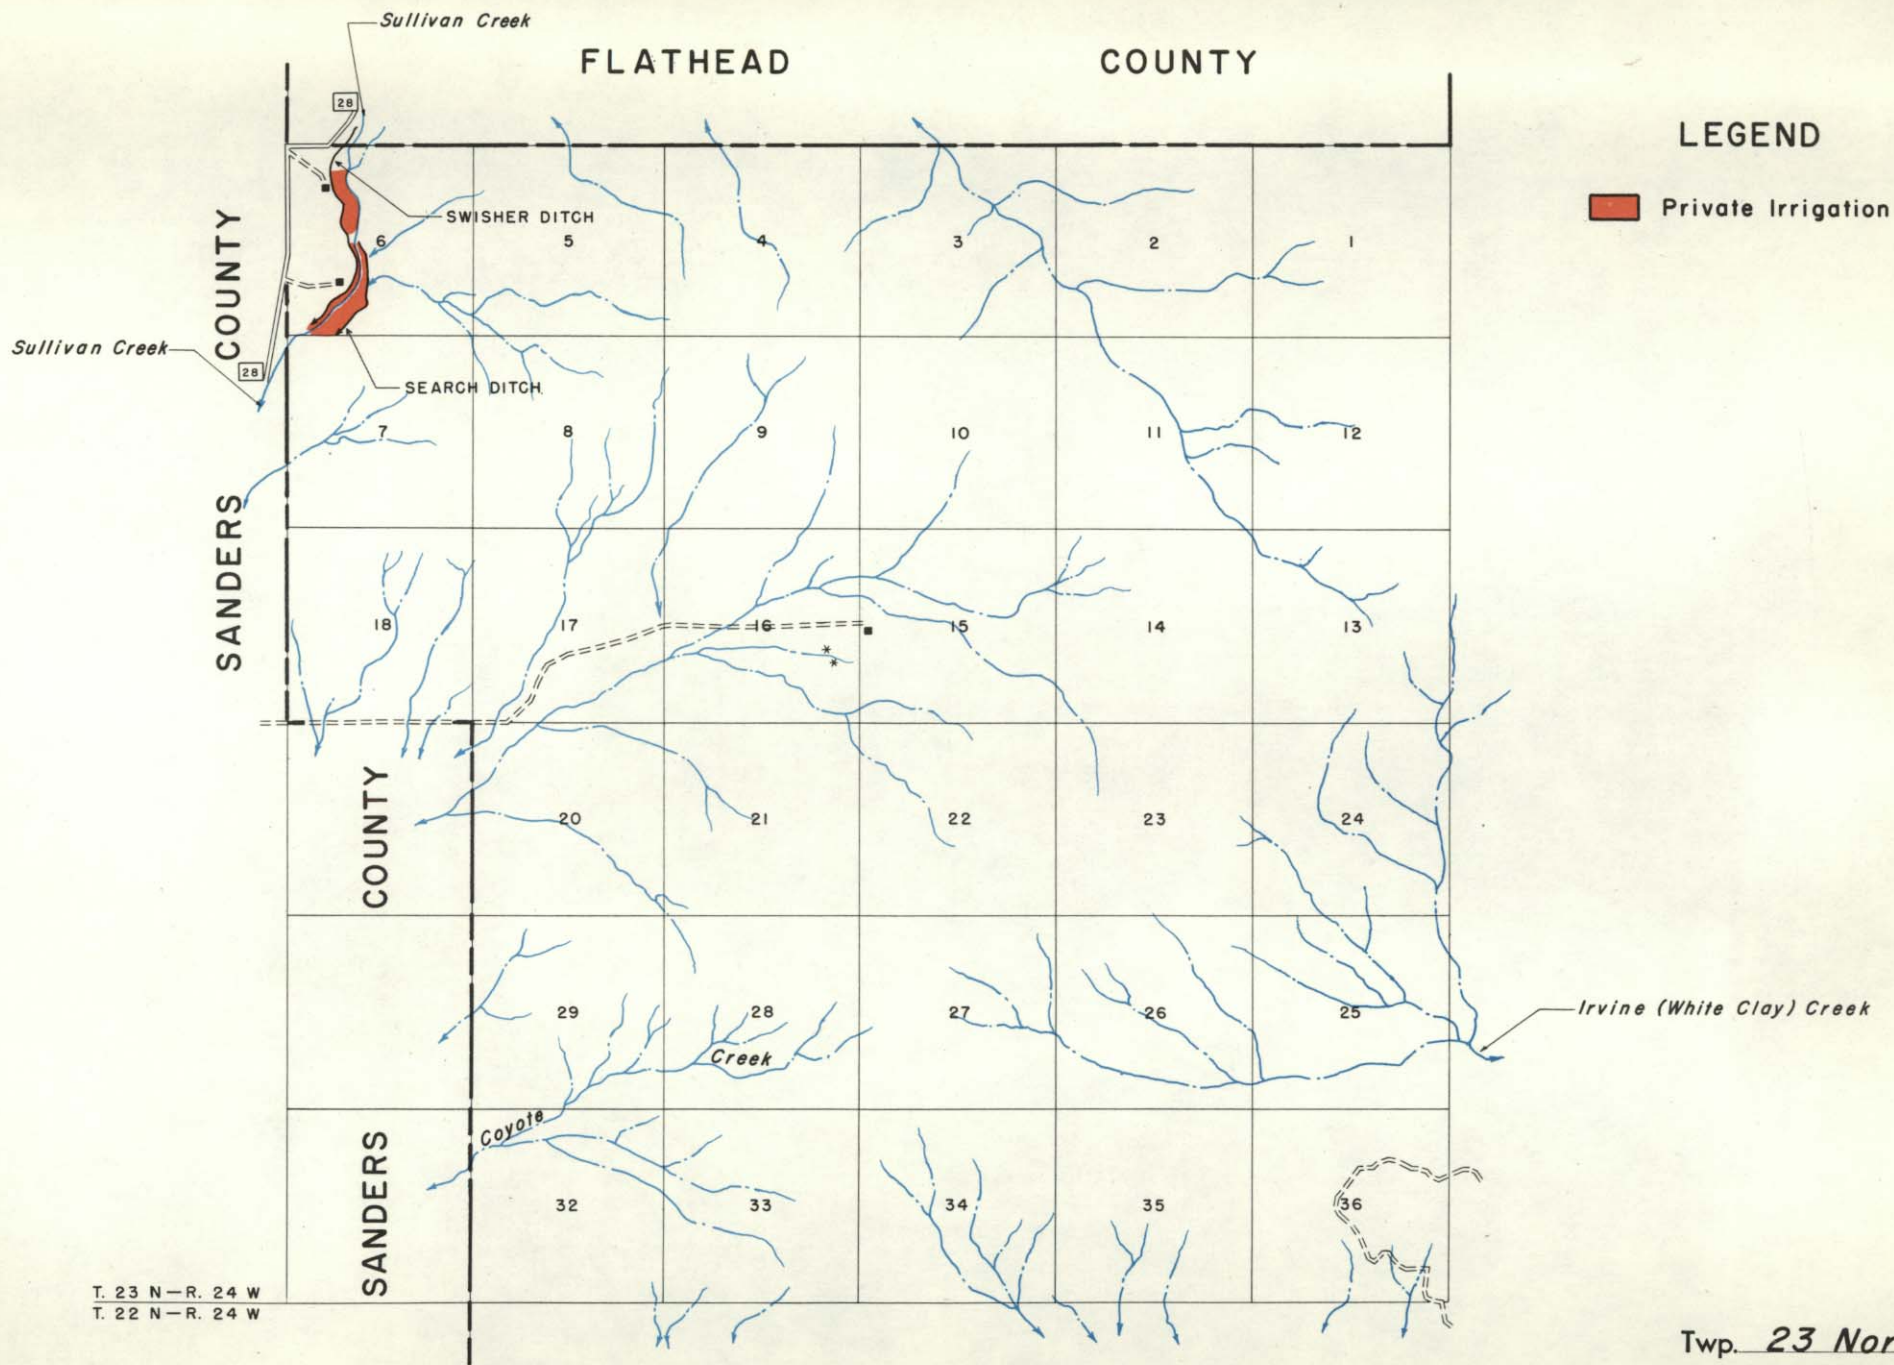 Sullivan Creek
FLATHEAD COUNTY
28
LEGEND
Private Irrigation
SWISHER DITCH
6 5 4 3 2 1
COUNTY
Sullivan Creek
28
SEARCH DITCH
7 8 9 10 11 12
SANDERS
18 17 16 15 14 13
COUNTY
20 21 22 23 24
29 28 27 26 25
Irvine (White Clay) Creek
Creek
Coyote
SANDERS
32 33 34 35 36
T. 23 N—R. 24 W
T. 22 N—R. 24 W
Twp. 23 Nor